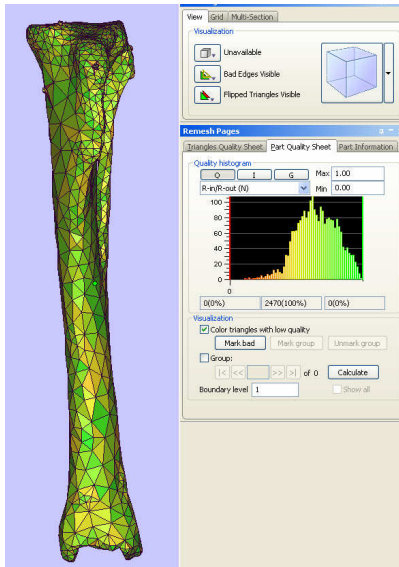 View Grid Multi-Section
Visualization
Unavailable
Bad Edges Visible
Flipped Triangles Visible
Remesh Pages
Triangles Quality Sheet Part Quality Sheet Part Information
Quality histogram
O I G Max 1.00
R-in/R-out (N) Min 0.00
100
80
60
40
20
0
0
0(0%) 2470(100%) 0(0%)
Visualization
Color triangles with low quality
Mark bad Mark group Unmark group
Group:
|< << >> >| of 0 Calculate
Boundary level 1 Show all